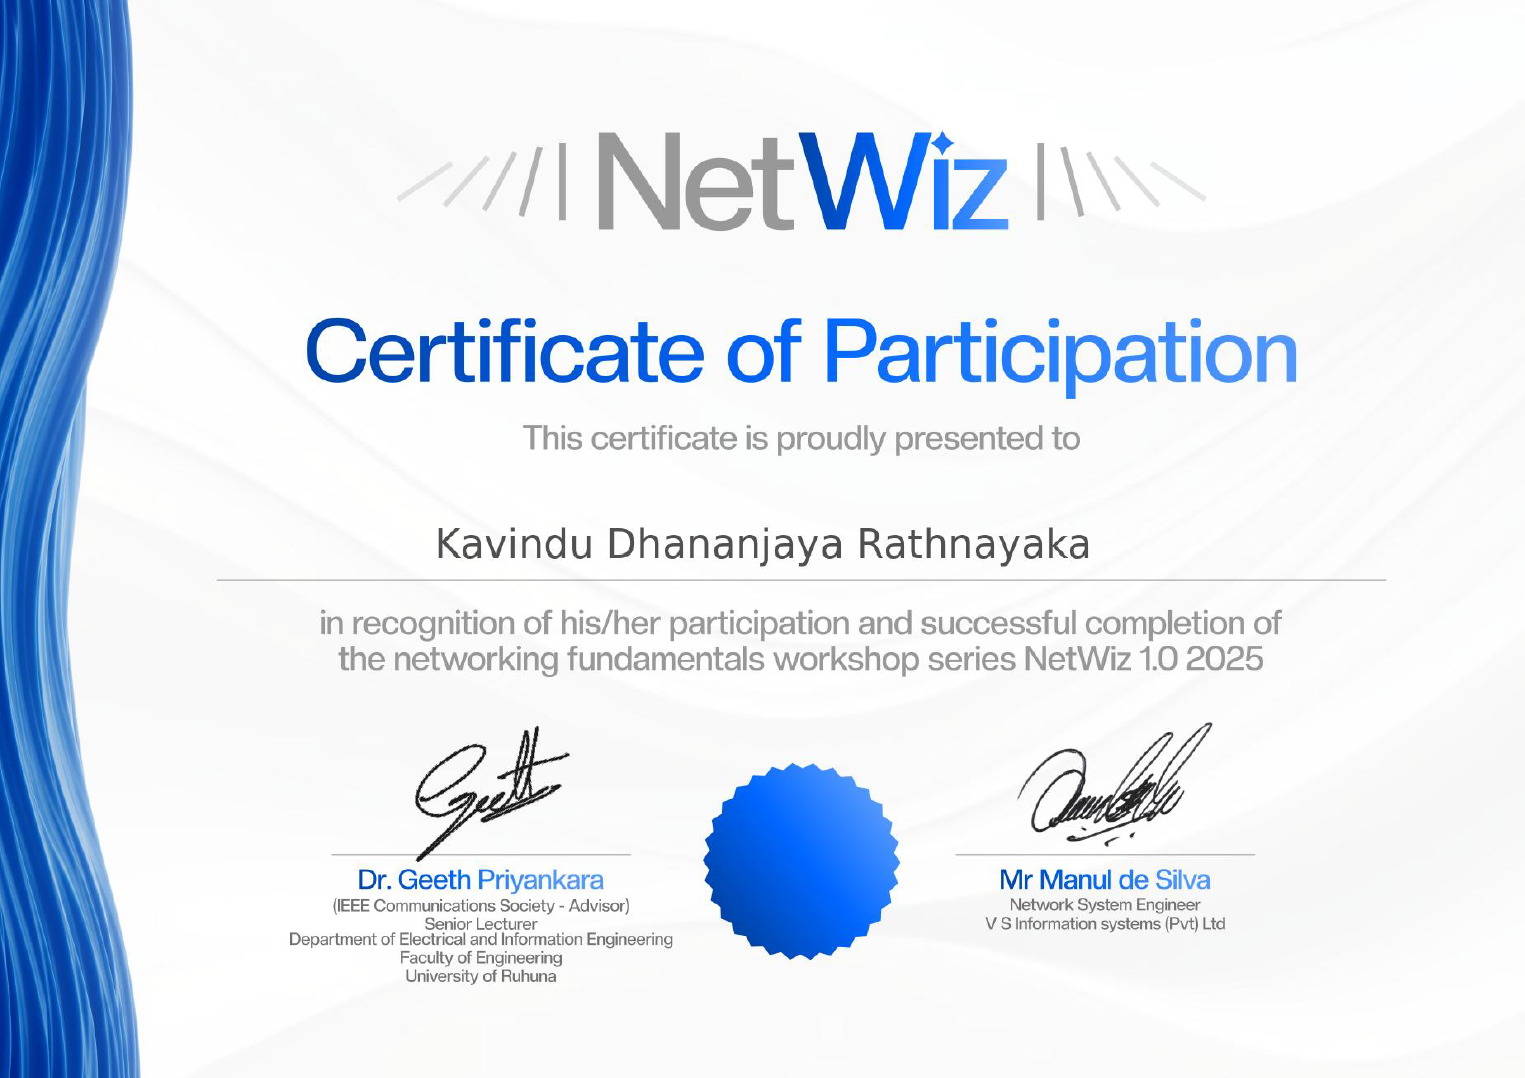 NetWiz
Certificate of Participation
This certificate is proudly presented to
Kavindu Dhananjaya Rathnayaka
in recognition of his/her participation and successful completion of
the networking fundamentals workshop series NetWiz 1.0 2025
Geeth
Dr. Geeth Priyankara
(IEEE Communications Society - Advisor)
Senior Lecturer
Department of Electrical and Information Engineering
Faculty of Engineering
University of Ruhuna
Mr Manul de Silva
Network System Engineer
V S Information systems (Pvt) Ltd